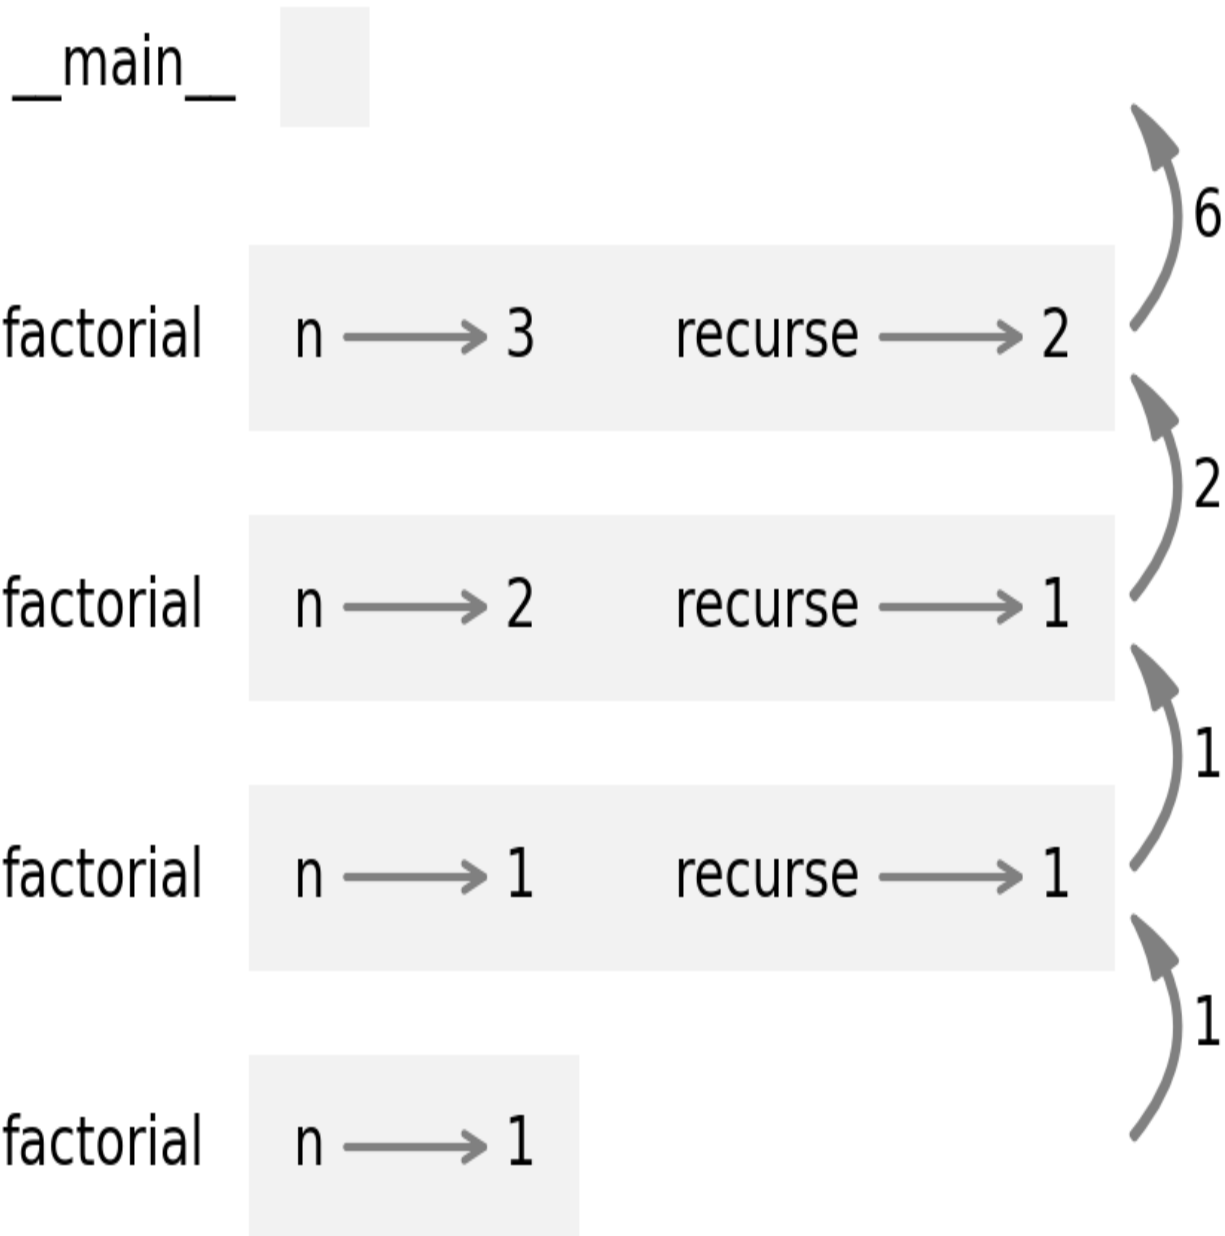 __main__
6
factorial n 3 recurse 2
2
factorial n 2 recurse 1
1
factorial n 1 recurse 1
1
factorial n 1